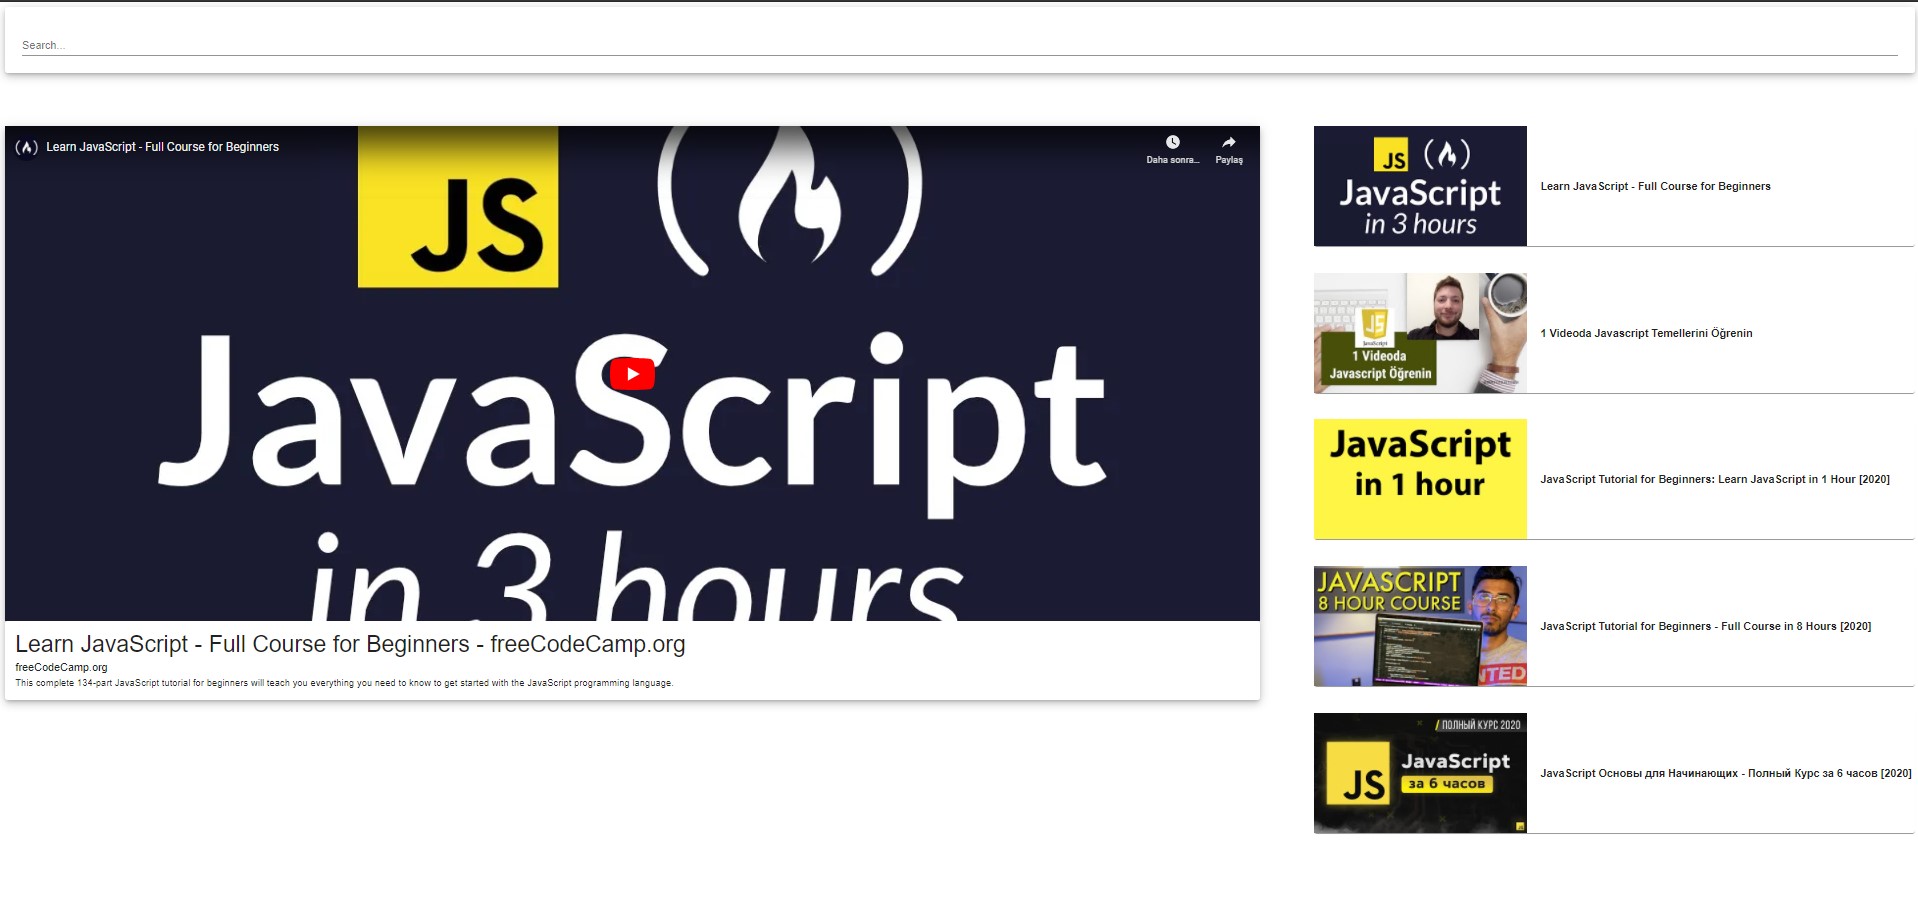 Search...
Learn JavaScript - Full Course for Beginners
Daha sonra...
Paylaş
JS
JavaScript
in 3 hours
Learn JavaScript - Full Course for Beginners - freeCodeCamp.org
freeCodeCamp.org
This complete 134-part JavaScript tutorial for beginners will teach you everything you need to know to get started with the JavaScript programming language.
JS
JavaScript
in 3 hours
Learn JavaScript - Full Course for Beginners
JS
JavaScript
1 Videoda
Javascript Öğrenin
1 Videoda Javascript Temellerini Öğrenin
JavaScript
in 1 hour
JavaScript Tutorial for Beginners: Learn JavaScript in 1 Hour [2020]
JAVASCRIPT
8 HOUR COURSE
NTED
JavaScript Tutorial for Beginners - Full Course in 8 Hours [2020]
/ ПОЛНЫЙ КУРС 2020
JS
JavaScript
за 6 часов
JavaScript Основы для Начинающих - Полный Курс за 6 часов [2020]